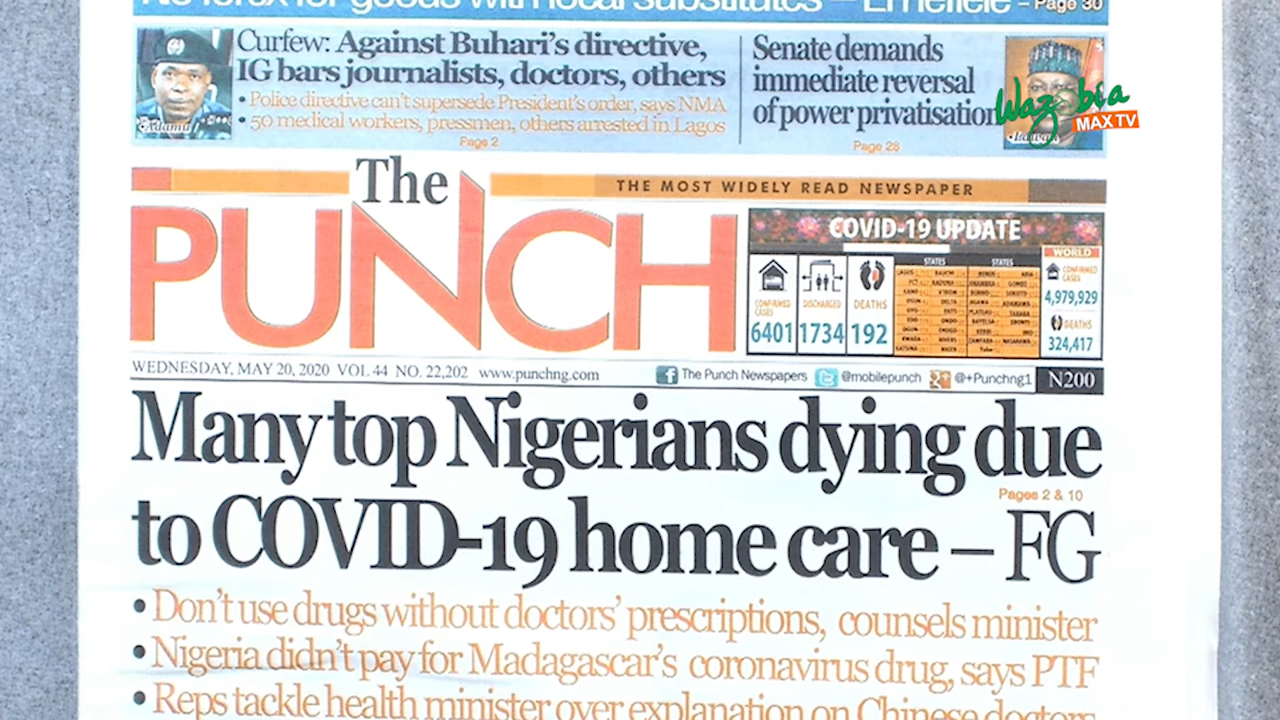 No forex for goods with local substitutes – Emefiele – Page 30
Curfew: Against Buhari's directive,
IG bars journalists, doctors, others
• Police directive can't supersede President's order, says NMA
• 50 medical workers, pressmen, others arrested in Lagos
Page 2
Adamu
Senate demands
immediate reversal
of power privatisation
Page 28
Wazobia
MAX TV
The
PUNCH
THE MOST WIDELY READ NEWSPAPER
COVID-19 UPDATE
CONFIRMED CASES
6401
DISCHARGED
1734
DEATHS
192
STATES STATES
WORLD
CONFIRMED CASES
4,979,929
DEATHS
324,417
WEDNESDAY, MAY 20, 2020 VOL 44 NO. 22,202 www.punchng.com
The Punch Newspapers @mobilepunch @+Punchng1 N200
Many top Nigerians dying due
Pages 2 & 10
to COVID-19 home care – FG
• Don't use drugs without doctors' prescriptions, counsels minister
• Nigeria didn't pay for Madagascar's coronavirus drug, says PTF
• Reps tackle health minister over explanation on Chinese doctors